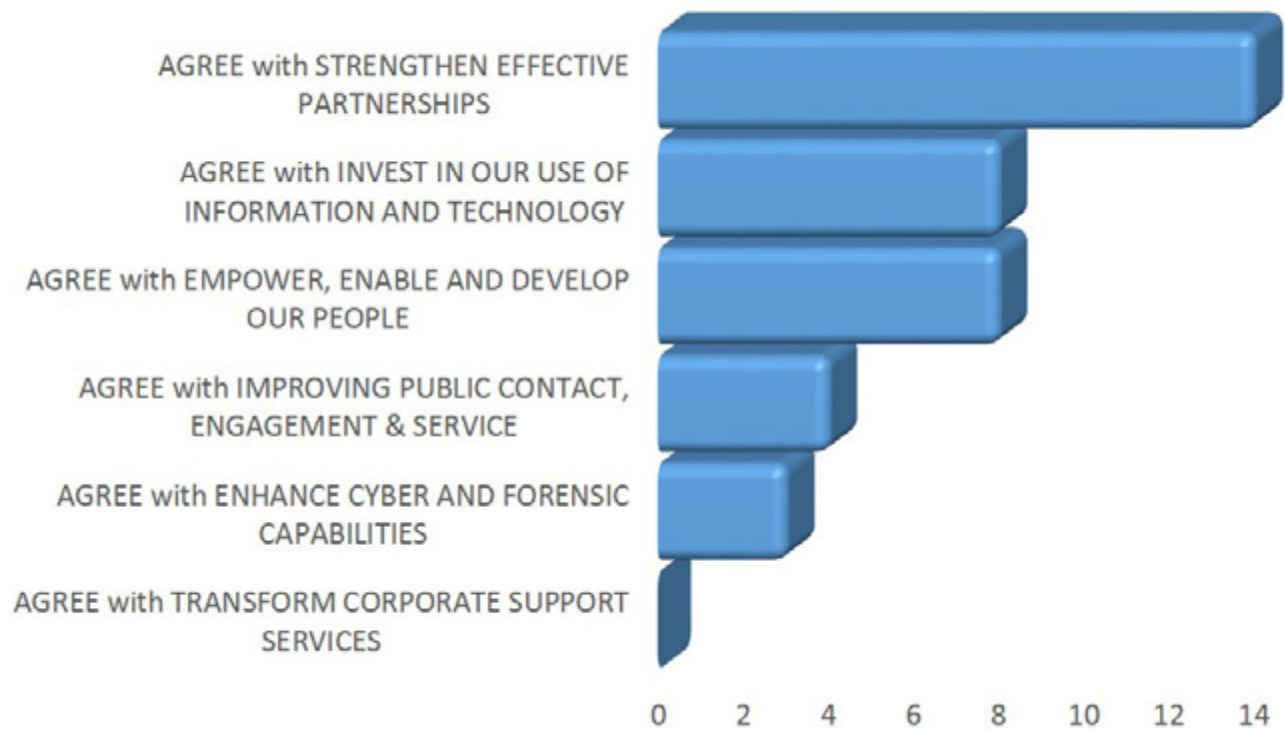 AGREE with STRENGTHEN EFFECTIVE
PARTNERSHIPS
AGREE with INVEST IN OUR USE OF
INFORMATION AND TECHNOLOGY
AGREE with EMPOWER, ENABLE AND DEVELOP
OUR PEOPLE
AGREE with IMPROVING PUBLIC CONTACT,
ENGAGEMENT & SERVICE
AGREE with ENHANCE CYBER AND FORENSIC
CAPABILITIES
AGREE with TRANSFORM CORPORATE SUPPORT
SERVICES
0 2 4 6 8 10 12 14